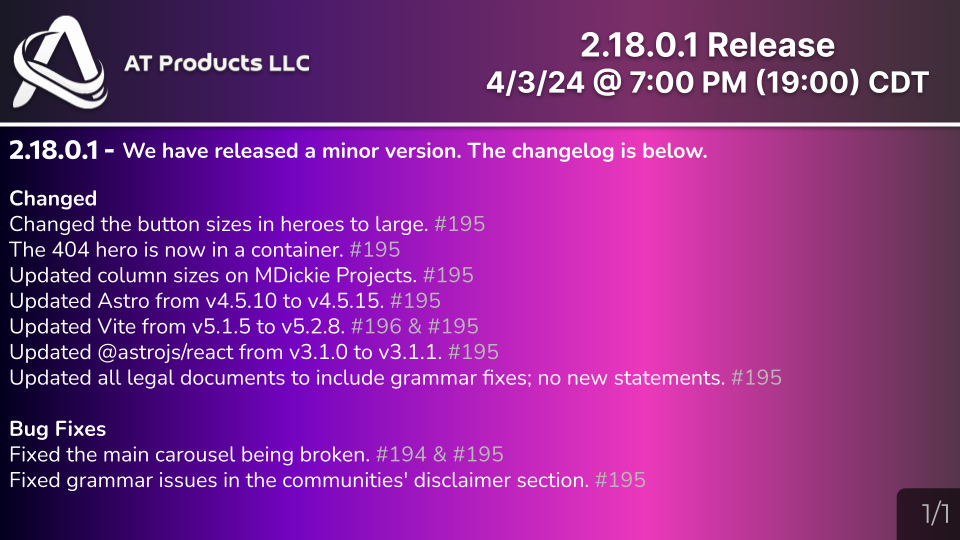 AT Products LLC
2.18.0.1 Release
4/3/24 @ 7:00 PM (19:00) CDT
2.18.0.1 - We have released a minor version. The changelog is below.
Changed
Changed the button sizes in heroes to large. #195
The 404 hero is now in a container. #195
Updated column sizes on MDickie Projects. #195
Updated Astro from v4.5.10 to v4.5.15. #195
Updated Vite from v5.1.5 to v5.2.8. #196 & #195
Updated @astrojs/react from v3.1.0 to v3.1.1. #195
Updated all legal documents to include grammar fixes; no new statements. #195
Bug Fixes
Fixed the main carousel being broken. #194 & #195
Fixed grammar issues in the communities' disclaimer section. #195
1/1